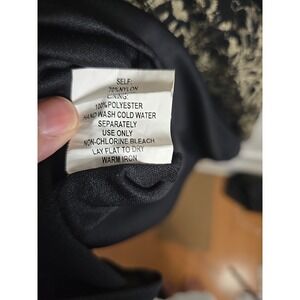 SELF:
70% NYLON
LINING:
100% POLYESTER
HAND WASH COLD WATER
SEPARATELY
USE ONLY
NON-CHLORINE BLEACH
LAY FLAT TO DRY
WARM IRON